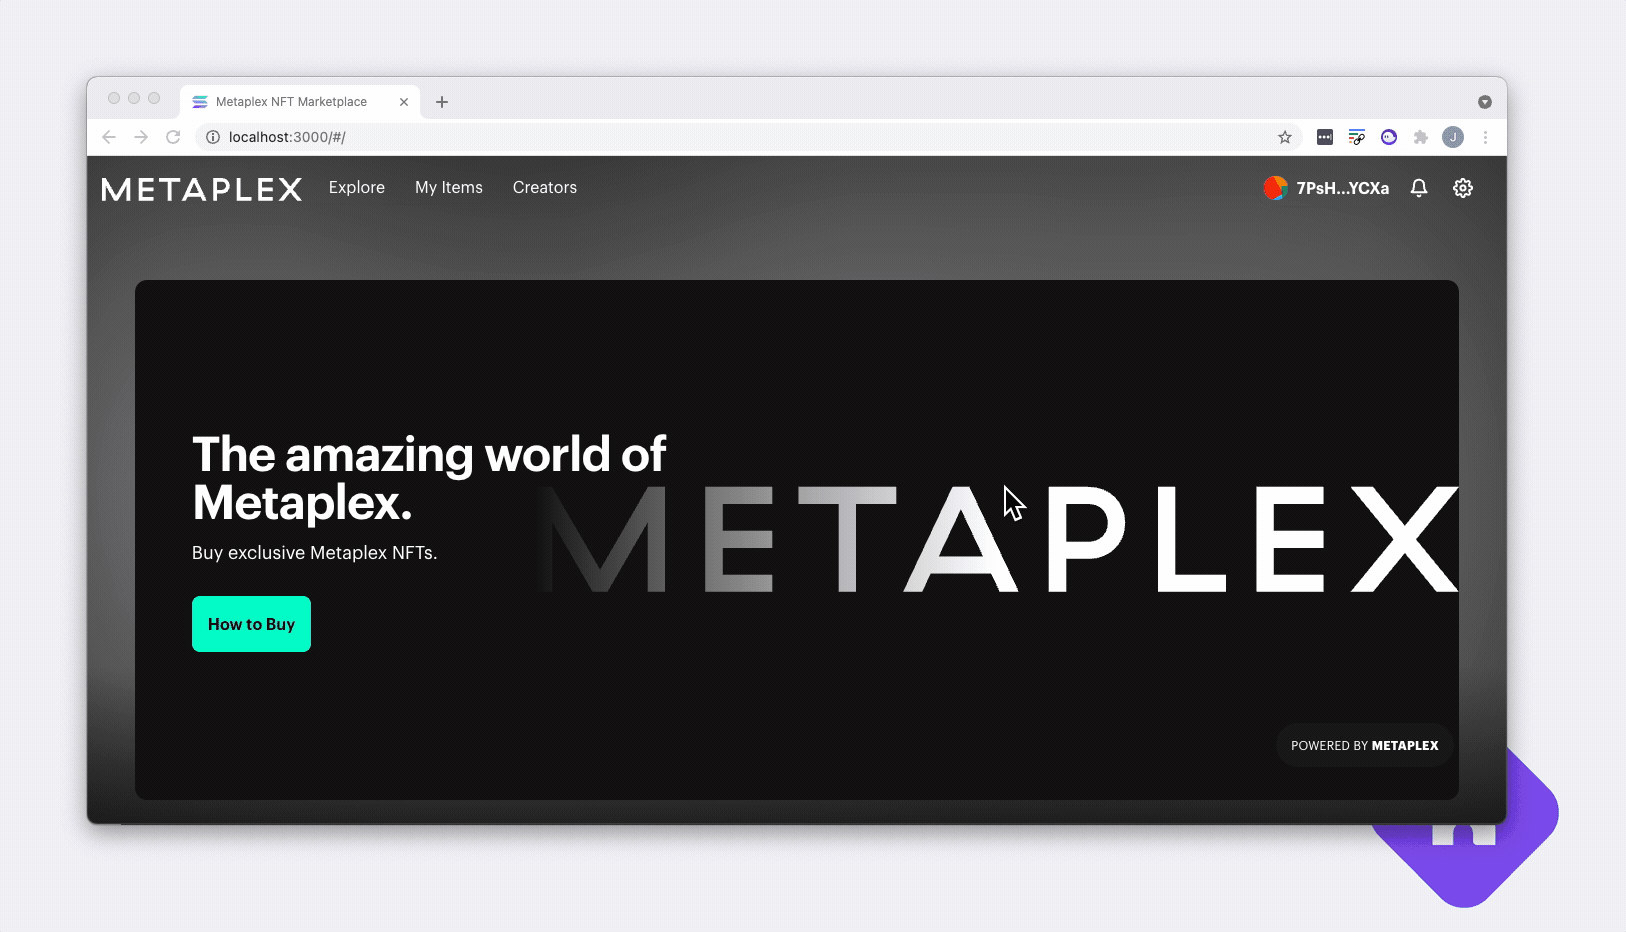 Metaplex NFT Marketplace
localhost:3000/#/
J
METAPLEX
Explore
My Items
Creators
7PsH...YCXa
The amazing world of
Metaplex.
METAPLEX
Buy exclusive Metaplex NFTs.
How to Buy
POWERED BY METAPLEX